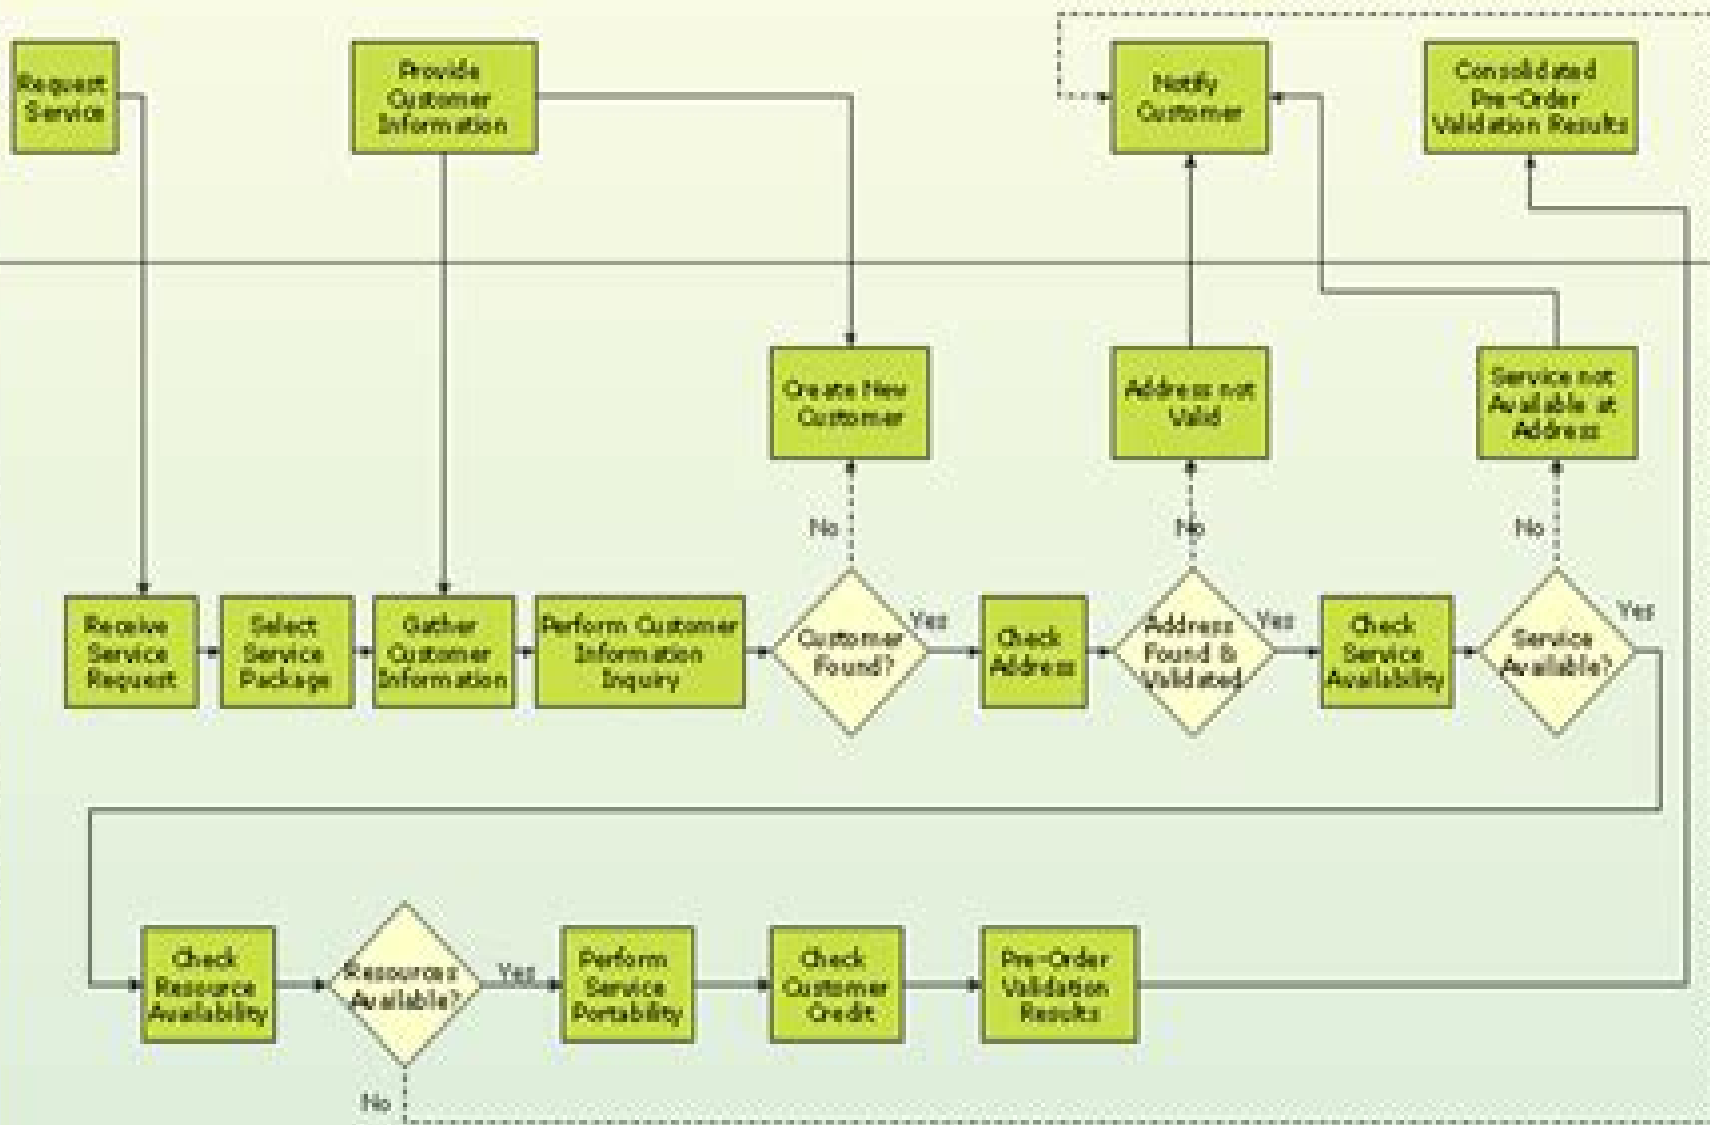 Request
Service
Provide
Customer
Information
Notify
Customer
Consolidated
Pre-Order
Validation Results
Create New
Customer
Address not
Valid
Service not
Available at
Address
No
No
No
Receive
Service
Request
Select
Service
Package
Gather
Customer
Information
Perform Customer
Information
Inquiry
Customer
Found?
Yes
Check
Address
Address
Found &
Validated
Yes
Check
Service
Availability
Service
Available?
Yes
Check
Resource
Availability
Resources
Available?
Yes
Perform
Service
Portability
Check
Customer
Credit
Pre-Order
Validation
Results
No